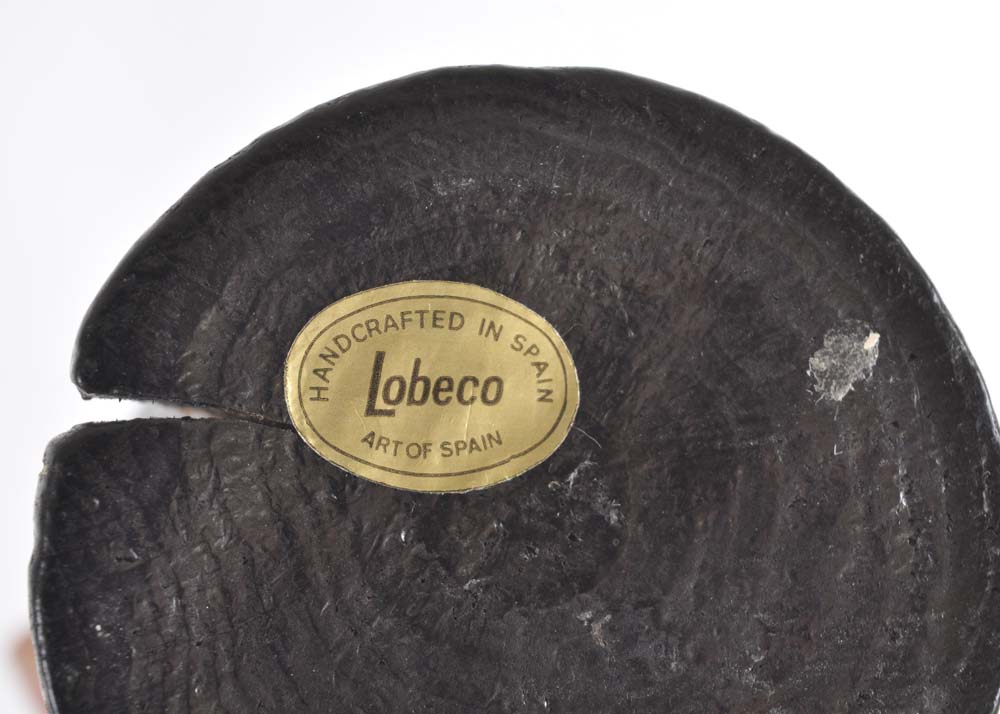 HANDCRAFTED IN SPAIN
Lobeco
ART OF SPAIN